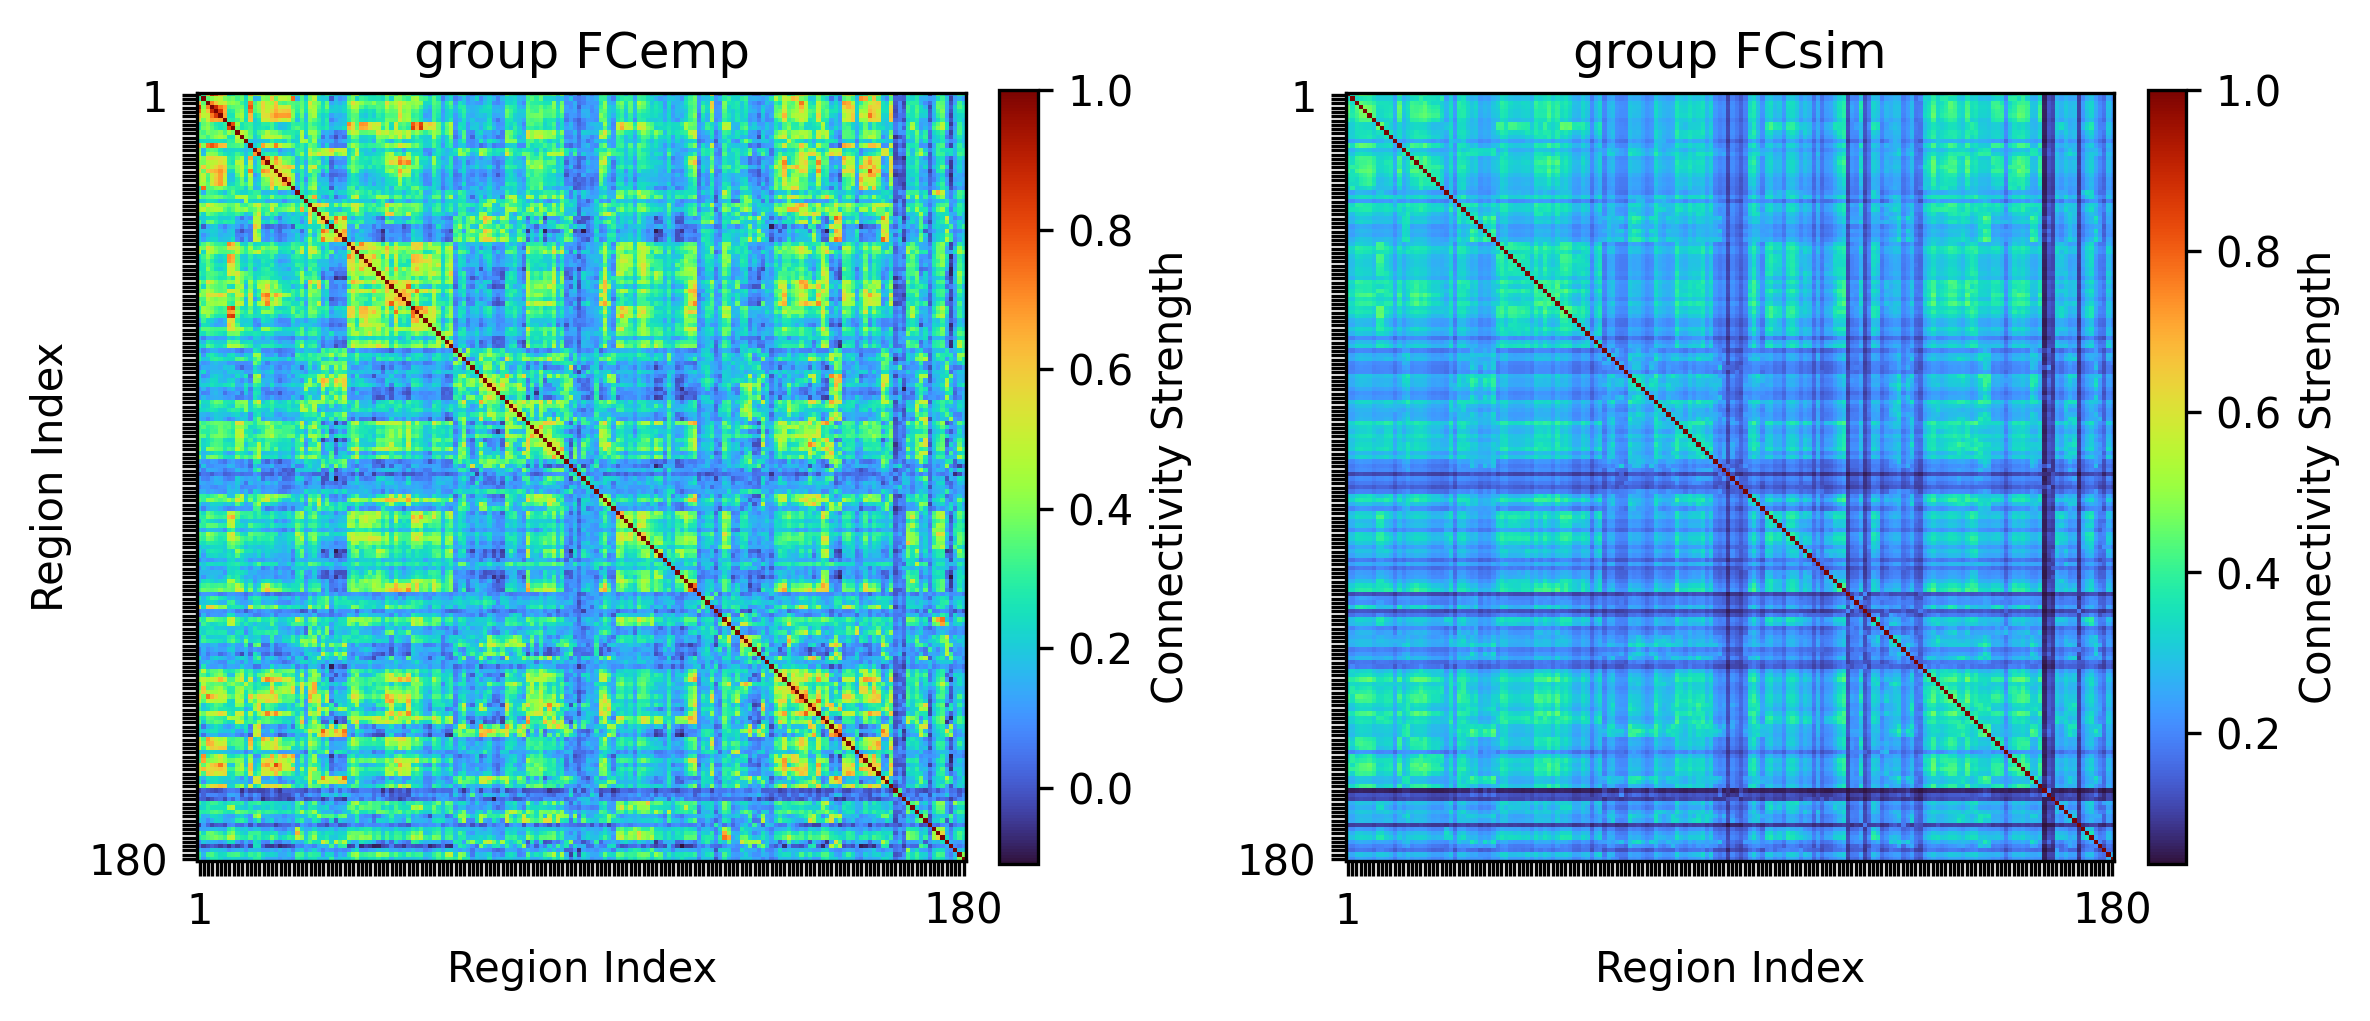 group FCemp
1
180
1
180
Region Index
Region Index
1.0
0.8
0.6
0.4
0.2
0.0
Connectivity Strength
group FCsim
1
180
1
180
Region Index
1.0
0.8
0.6
0.4
0.2
Connectivity Strength